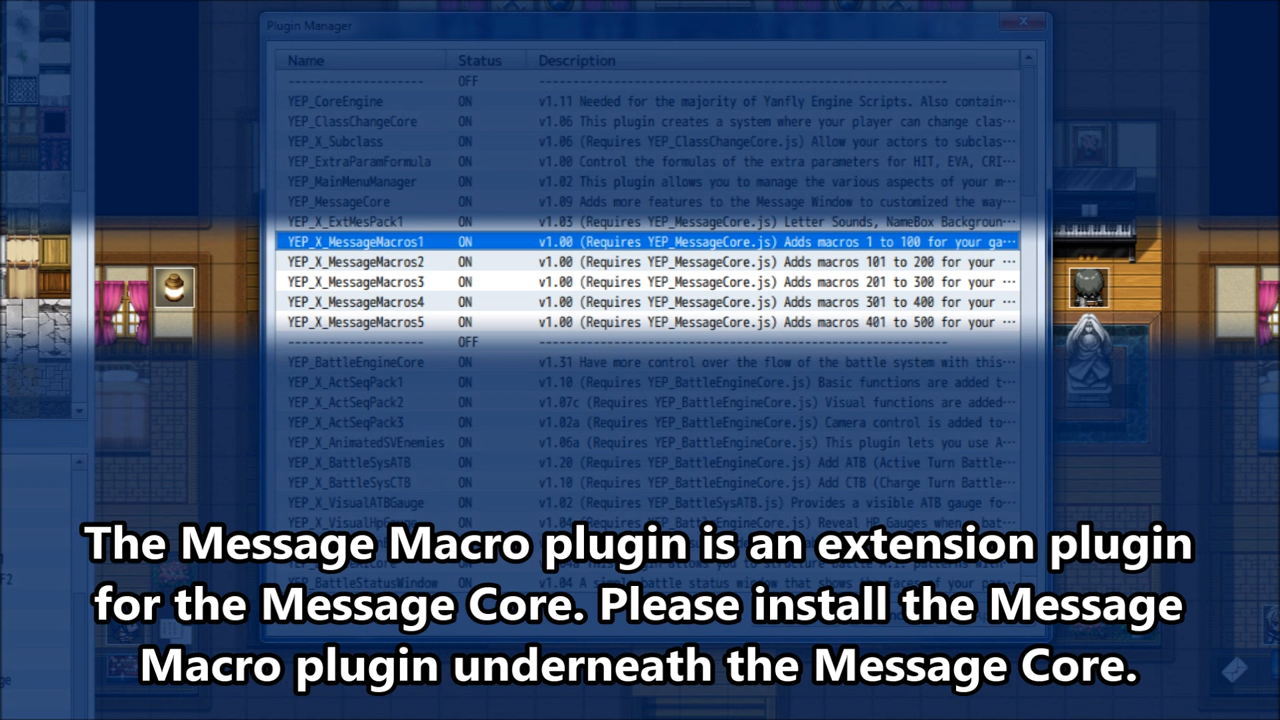 Plugin Manager
Name Status Description
-------------------- OFF ------------------------------------------------------------
YEP_CoreEngine ON v1.11 Needed for the majority of Yanfly Engine Scripts. Also contain···
YEP_ClassChangeCore ON v1.06 This plugin creates a system where your player can change clas···
YEP_X_Subclass ON v1.06 (Requires YEP_ClassChangeCore.js) Allow your actors to subclas···
YEP_ExtraParamFormula ON v1.00 Control the formulas of the extra parameters for HIT, EVA, CRI···
YEP_MainMenuManager ON v1.02 This plugin allows you to manage the various aspects of your m···
YEP_MessageCore ON v1.09 Adds more features to the Message Window to customized the way···
YEP_X_ExtMesPack1 ON v1.03 (Requires YEP_MessageCore.js) Letter Sounds, NameBox Backgroun···
YEP_X_MessageMacros1 ON v1.00 (Requires YEP_MessageCore.js) Adds macros 1 to 100 for your ga···
YEP_X_MessageMacros2 ON v1.00 (Requires YEP_MessageCore.js) Adds macros 101 to 200 for your ···
YEP_X_MessageMacros3 ON v1.00 (Requires YEP_MessageCore.js) Adds macros 201 to 300 for your ···
YEP_X_MessageMacros4 ON v1.00 (Requires YEP_MessageCore.js) Adds macros 301 to 400 for your ···
YEP_X_MessageMacros5 ON v1.00 (Requires YEP_MessageCore.js) Adds macros 401 to 500 for your ···
-------------------- OFF ------------------------------------------------------------
YEP_BattleEngineCore ON v1.31 Have more control over the flow of the battle system with this···
YEP_X_ActSeqPack1 ON v1.10 (Requires YEP_BattleEngineCore.js) Basic functions are added t···
YEP_X_ActSeqPack2 ON v1.07c (Requires YEP_BattleEngineCore.js) Visual functions are added···
YEP_X_ActSeqPack3 ON v1.02a (Requires YEP_BattleEngineCore.js) Camera control is added to···
YEP_X_AnimatedSVEnemies ON v1.06a (Requires YEP_BattleEngineCore.js) This plugin lets you use A···
YEP_X_BattleSysATB ON v1.20 (Requires YEP_BattleEngineCore.js) Add ATB (Active Turn Battle···
YEP_X_BattleSysCTB ON v1.10 (Requires YEP_BattleEngineCore.js) Add CTB (Charge Turn Battle···
YEP_X_VisualATBGauge ON v1.02 (Requires YEP_BattleSysATB.js) Provides a visible ATB gauge fo···
The Message Macro plugin is an extension plugin
for the Message Core. Please install the Message
Macro plugin underneath the Message Core.
F2
YEP_BattleStatusWindow ON v1.04